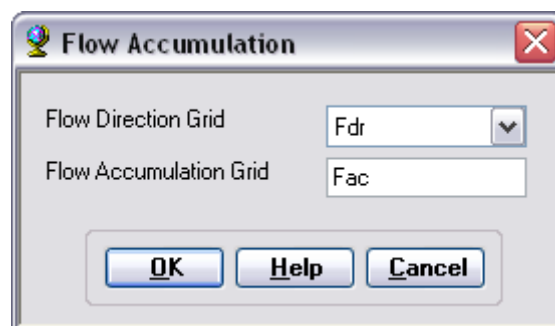 Flow Accumulation
Flow Direction Grid Fdr
Flow Accumulation Grid Fac
OK Help Cancel